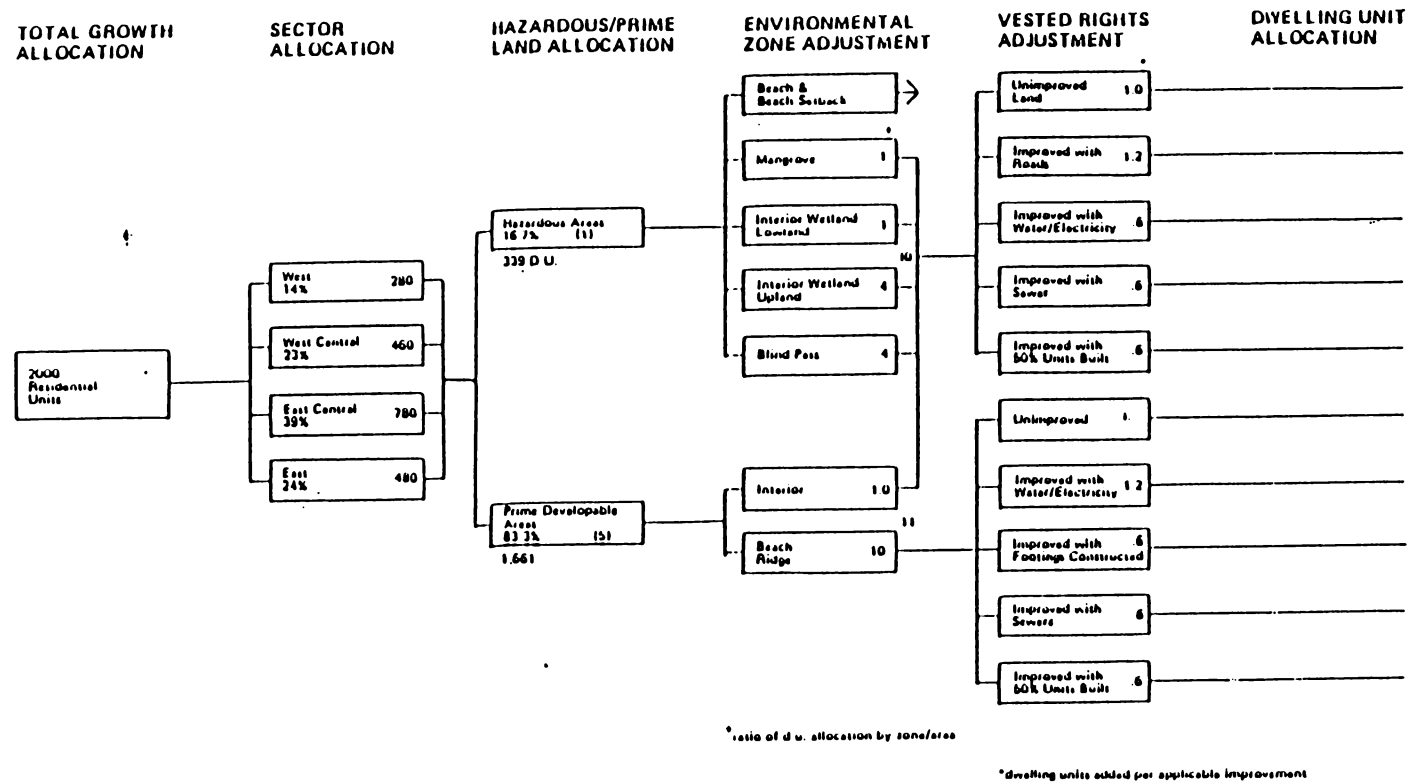 TOTAL GROWTH
ALLOCATION
SECTOR
ALLOCATION
HAZARDOUS/PRIME
LAND ALLOCATION
ENVIRONMENTAL
ZONE ADJUSTMENT
VESTED RIGHTS
ADJUSTMENT
DWELLING UNIT
ALLOCATION
2000
Residential
Units
West 280
14%
West Central 460
23%
East Central 780
39%
East 480
24%
Hazardous Areas
16.7% (1)
339 D.U.
Prime Developable
Areas
83.3% (5)
1,661
Beach &
Beach Setback
Mangrove 1
Interior Wetland
Lowland 1
Interior Wetland
Upland 4
Blind Pass 4
10
Interior 1.0
Beach
Ridge 10
11
Unimproved 1.0
Land
Improved with 1.2
Roads
Improved with .6
Water/Electricity
Improved with .6
Sewer
Improved with .6
50% Units Built
Unimproved 1.
Improved with 1.2
Water/Electricity
Improved with .6
Footings Constructed
Improved with .6
Sewers
Improved with .6
50% Units Built
*ratio of d.u. allocation by zone/area
*dwelling units added per applicable improvement